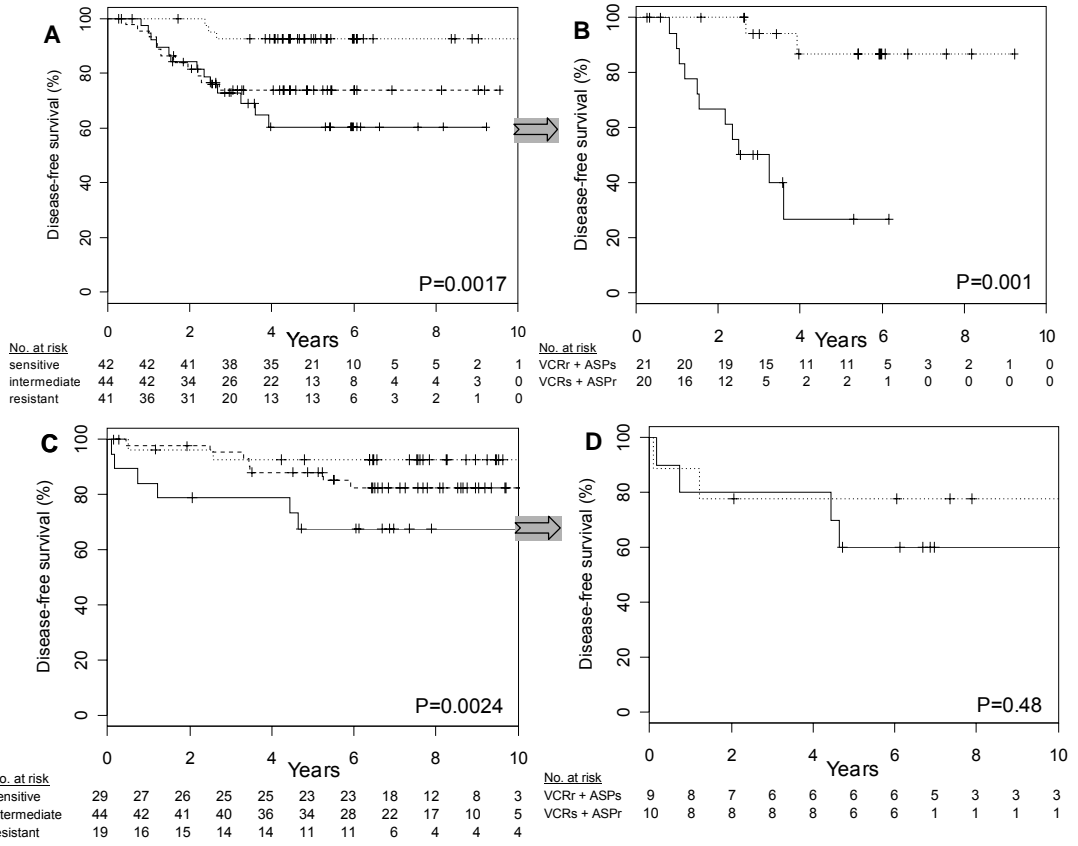 A
Disease-free survival (%)
100
80
60
40
20
0
P=0.0017
0 2 4 6 8 10
Years
No. at risk
sensitive 42 42 41 38 35 21 10 5 5 2 1
intermediate 44 42 34 26 22 13 8 4 4 3 0
resistant 41 36 31 20 13 13 6 3 2 1 0
B
Disease-free survival (%)
100
80
60
40
20
0
P=0.001
0 2 4 6 8 10
Years
No. at risk
VCRr + ASPs 21 20 19 15 11 11 5 3 2 1 0
VCRs + ASPr 20 16 12 5 2 2 1 0 0 0 0
C
Disease-free survival (%)
100
80
60
40
20
0
P=0.0024
0 2 4 6 8 10
Years
o. at risk
ensitive 29 27 26 25 25 23 23 18 12 8 3
termediate 44 42 41 40 36 34 28 22 17 10 5
sistant 19 16 15 14 14 11 11 6 4 4 4
D
Disease-free survival (%)
100
80
60
40
20
0
P=0.48
0 2 4 6 8 10
Years
No. at risk
VCRr + ASPs 9 8 7 6 6 6 6 5 3 3 3
VCRs + ASPr 10 8 8 8 8 6 6 1 1 1 1